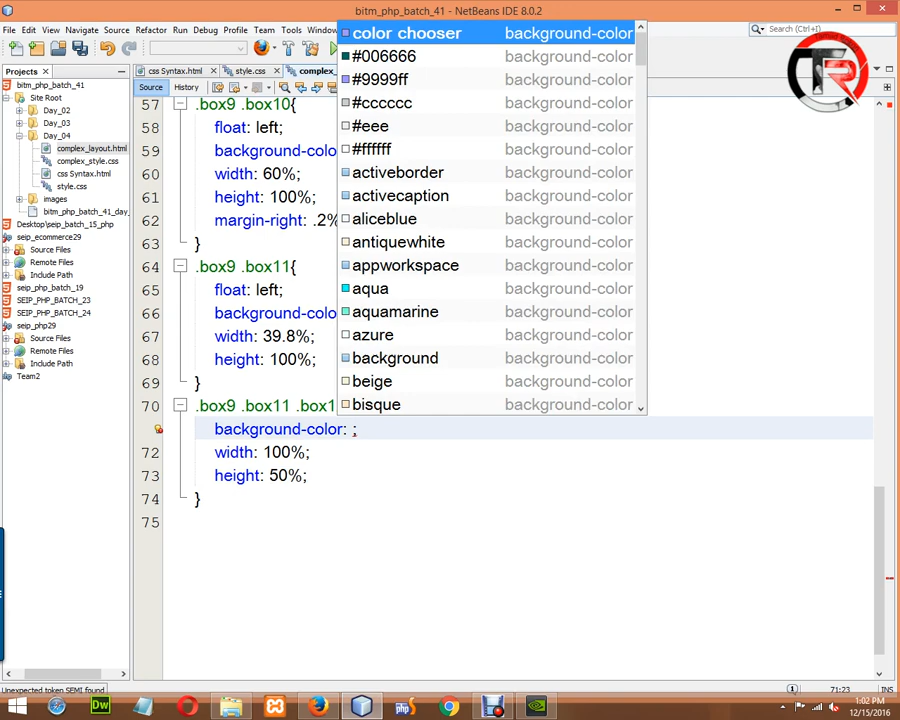 bitm_php_batch_41 - NetBeans IDE 8.0.2
File Edit View Navigate Source Refactor Run Debug Profile Team Tools Window
Search (Ctrl+I)
Projects
css Syntax.html
style.css
complex_
Source
History
bitm_php_batch_41
Site Root
Day_02
Day_03
Day_04
complex_layout.html
complex_style.css
css Syntax.html
style.css
images
bitm_php_batch_41_day_
Desktop\seip_batch_15_php
seip_ecommerce29
Source Files
Remote Files
Include Path
seip_php_batch_19
SEIP_PHP_BATCH_23
SEIP_PHP_BATCH_24
seip_php29
Source Files
Remote Files
Include Path
Team2
57 .box9 .box10{
58 float: left;
59 background-colo
60 width: 60%;
61 height: 100%;
62 margin-right: .2%
63 }
64 .box9 .box11{
65 float: left;
66 background-colo
67 width: 39.8%;
68 height: 100%;
69 }
70 .box9 .box11 .box1
background-color: ;
72 width: 100%;
73 height: 50%;
74 }
75
color chooser background-color
#006666 background-color
#9999ff background-color
#cccccc background-color
#eee background-color
#ffffff background-color
activeborder background-color
activecaption background-color
aliceblue background-color
antiquewhite background-color
appworkspace background-color
aqua background-color
aquamarine background-color
azure background-color
background background-color
beige background-color
bisque background-color
Unexpected token SEMI found
1
71:23
INS
Dw
php
1:02 PM
12/15/2016